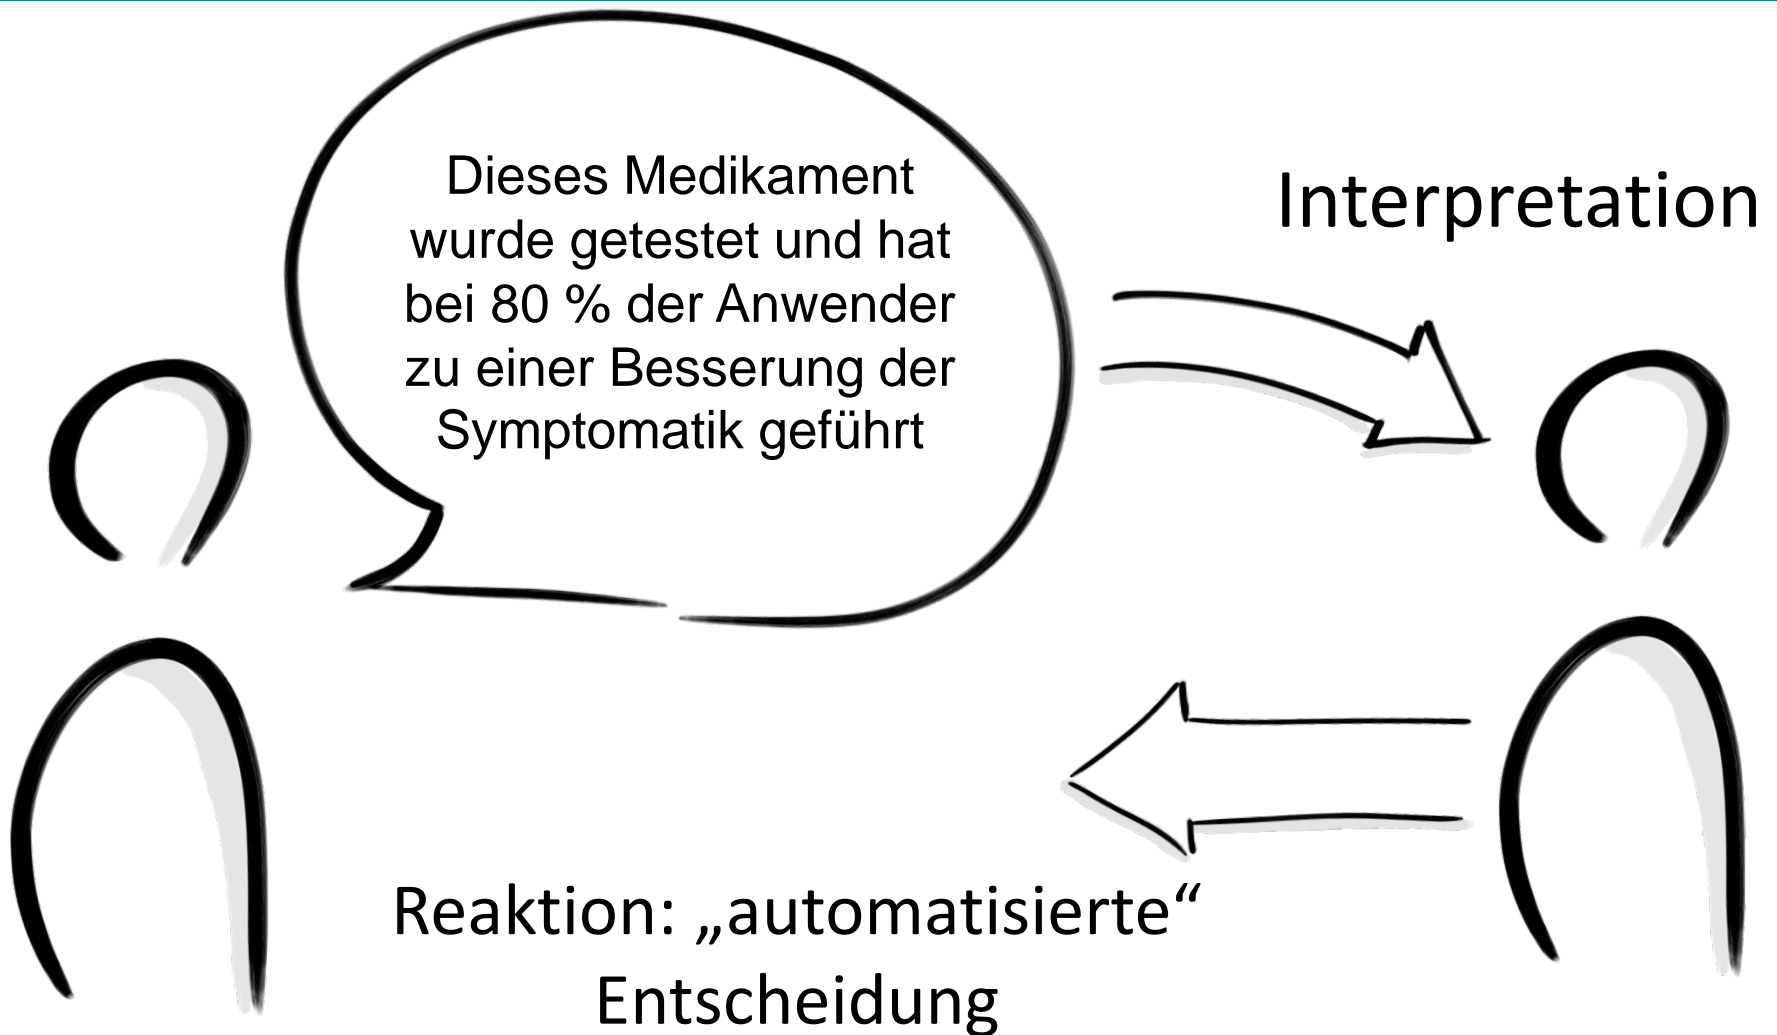 Dieses Medikament
wurde getestet und hat
bei 80 % der Anwender
zu einer Besserung der
Symptomatik geführt
Interpretation
Reaktion: „automatisierte“
Entscheidung